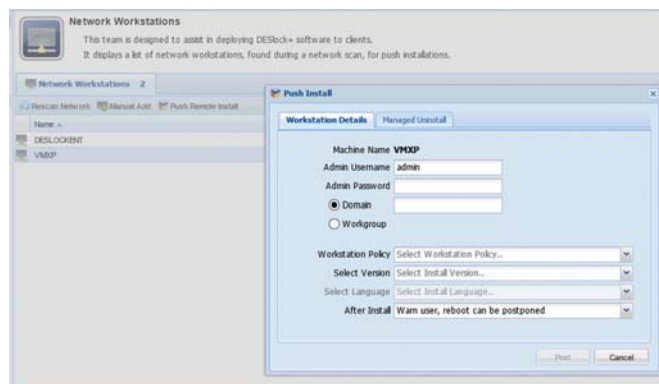 Network Workstations
This team is designed to assist in deploying DESlock+ software to clients.
It displays a list of network workstations, found during a network scan, for push installations.
Network Workstations 2
Rescan Network Manual Add Push Remote Install
Name
DESLOCKENT
VMXP
Push Install
Workstation Details Managed Uninstall
Machine Name VMXP
Admin Username admin
Admin Password
Domain
Workgroup
Workstation Policy Select Workstation Policy...
Select Version Select Install Version...
Select Language Select Install Language...
After Install Warn user, reboot can be postponed
Post Cancel